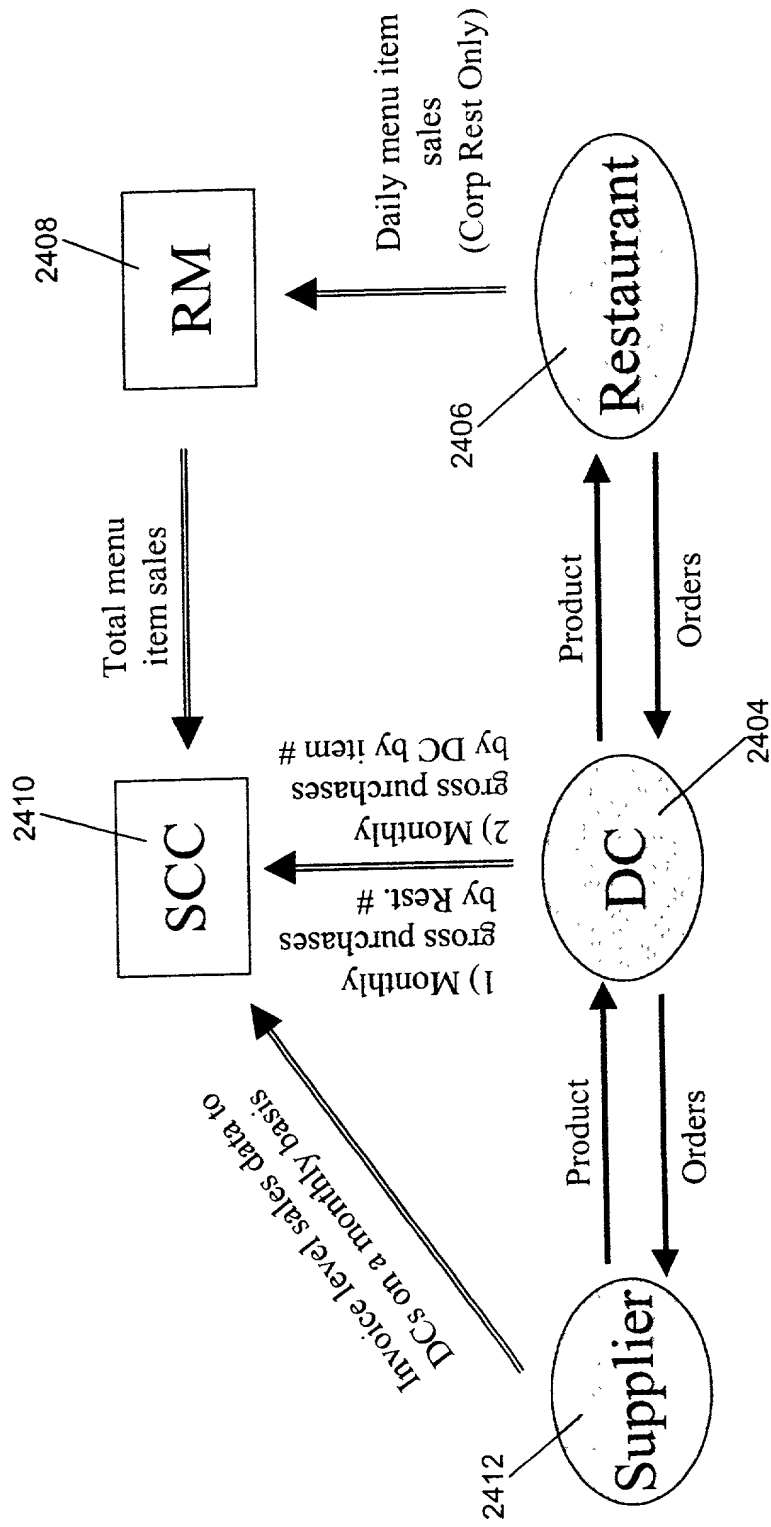 2410
SCC
Total menu
item sales
2408
RM
Invoice level sales data to
DCs on a monthly basis
1) Monthly
gross purchases
by Rest. #
2) Monthly
gross purchases
by DC by item #
Daily menu item
sales
(Corp Rest Only)
2412
Supplier
Product
Orders
DC
2404
Product
Orders
2406
Restaurant